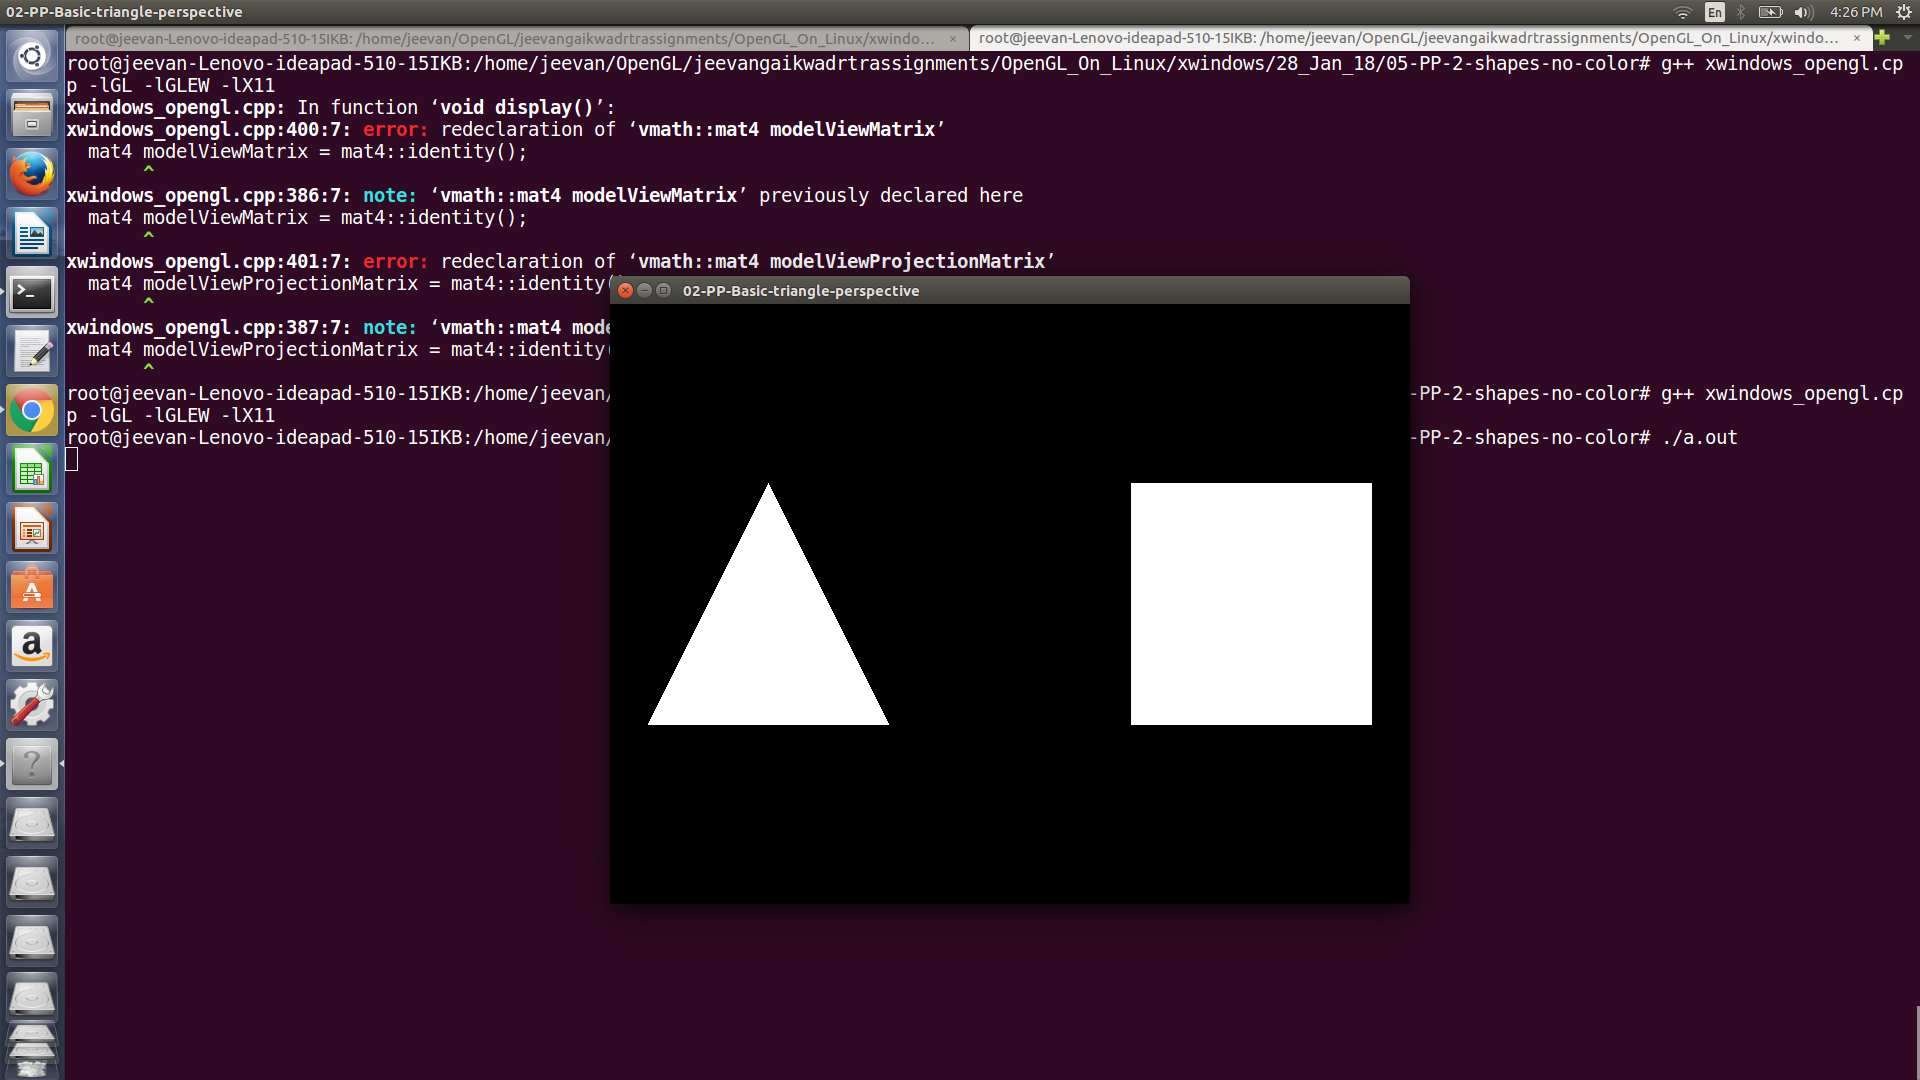 02-PP-Basic-triangle-perspective
En
4:26 PM
root@jeevan-Lenovo-ideapad-510-15IKB: /home/jeevan/OpenGL/jeevangaikwadrtrassignments/OpenGL_On_Linux/xwindo... ×
root@jeevan-Lenovo-ideapad-510-15IKB: /home/jeevan/OpenGL/jeevangaikwadrtrassignments/OpenGL_On_Linux/xwindo... ×
root@jeevan-Lenovo-ideapad-510-15IKB:/home/jeevan/OpenGL/jeevangaikwadrtrassignments/OpenGL_On_Linux/xwindows/28_Jan_18/05-PP-2-shapes-no-color# g++ xwindows_opengl.cp
p -lGL -lGLEW -lX11
xwindows_opengl.cpp: In function ‘void display()’:
xwindows_opengl.cpp:400:7: error: redeclaration of ‘vmath::mat4 modelViewMatrix’
mat4 modelViewMatrix = mat4::identity();
^
xwindows_opengl.cpp:386:7: note: ‘vmath::mat4 modelViewMatrix’ previously declared here
mat4 modelViewMatrix = mat4::identity();
^
xwindows_opengl.cpp:401:7: error: redeclaration of ‘vmath::mat4 modelViewProjectionMatrix’
mat4 modelViewProjectionMatrix = mat4::identity(
^
xwindows_opengl.cpp:387:7: note: ‘vmath::mat4 mode
mat4 modelViewProjectionMatrix = mat4::identity(
^
root@jeevan-Lenovo-ideapad-510-15IKB:/home/jeevan/ -PP-2-shapes-no-color# g++ xwindows_opengl.cp
p -lGL -lGLEW -lX11
root@jeevan-Lenovo-ideapad-510-15IKB:/home/jeevan/ -PP-2-shapes-no-color# ./a.out
02-PP-Basic-triangle-perspective